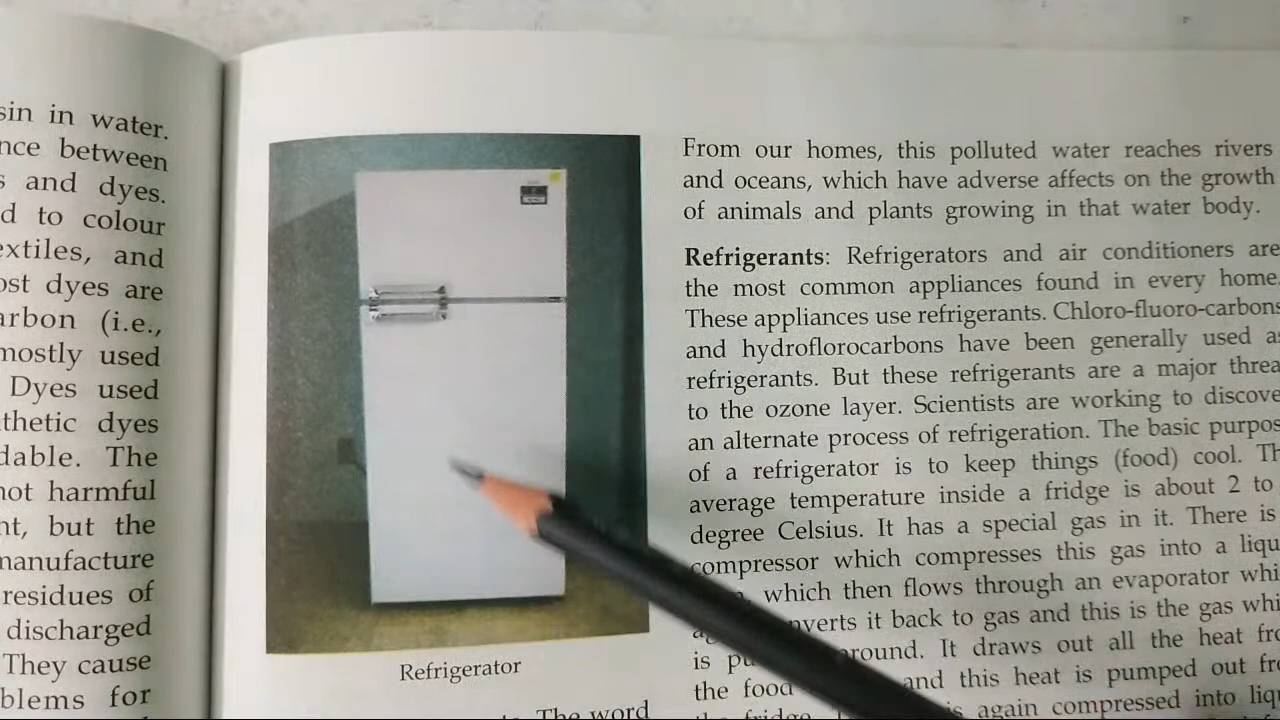 sin in water.
nce between
s and dyes.
d to colour
extiles, and
ost dyes are
arbon (i.e.,
mostly used
Dyes used
thetic dyes
dable. The
not harmful
nt, but the
manufacture
residues of
discharged
They cause
blems for
Refrigerator
The word
From our homes, this polluted water reaches rivers
and oceans, which have adverse affects on the growth
of animals and plants growing in that water body.
Refrigerants: Refrigerators and air conditioners are
the most common appliances found in every home.
These appliances use refrigerants. Chloro-fluoro-carbons
and hydroflorocarbons have been generally used as
refrigerants. But these refrigerants are a major threa
to the ozone layer. Scientists are working to discove
an alternate process of refrigeration. The basic purpos
of a refrigerator is to keep things (food) cool. Th
average temperature inside a fridge is about 2 to
degree Celsius. It has a special gas in it. There is
compressor which compresses this gas into a liqu
which then flows through an evaporator whi
nverts it back to gas and this is the gas whi
is pu round. It draws out all the heat fro
the food and this heat is pumped out fro
the fridge. is again compressed into liqu